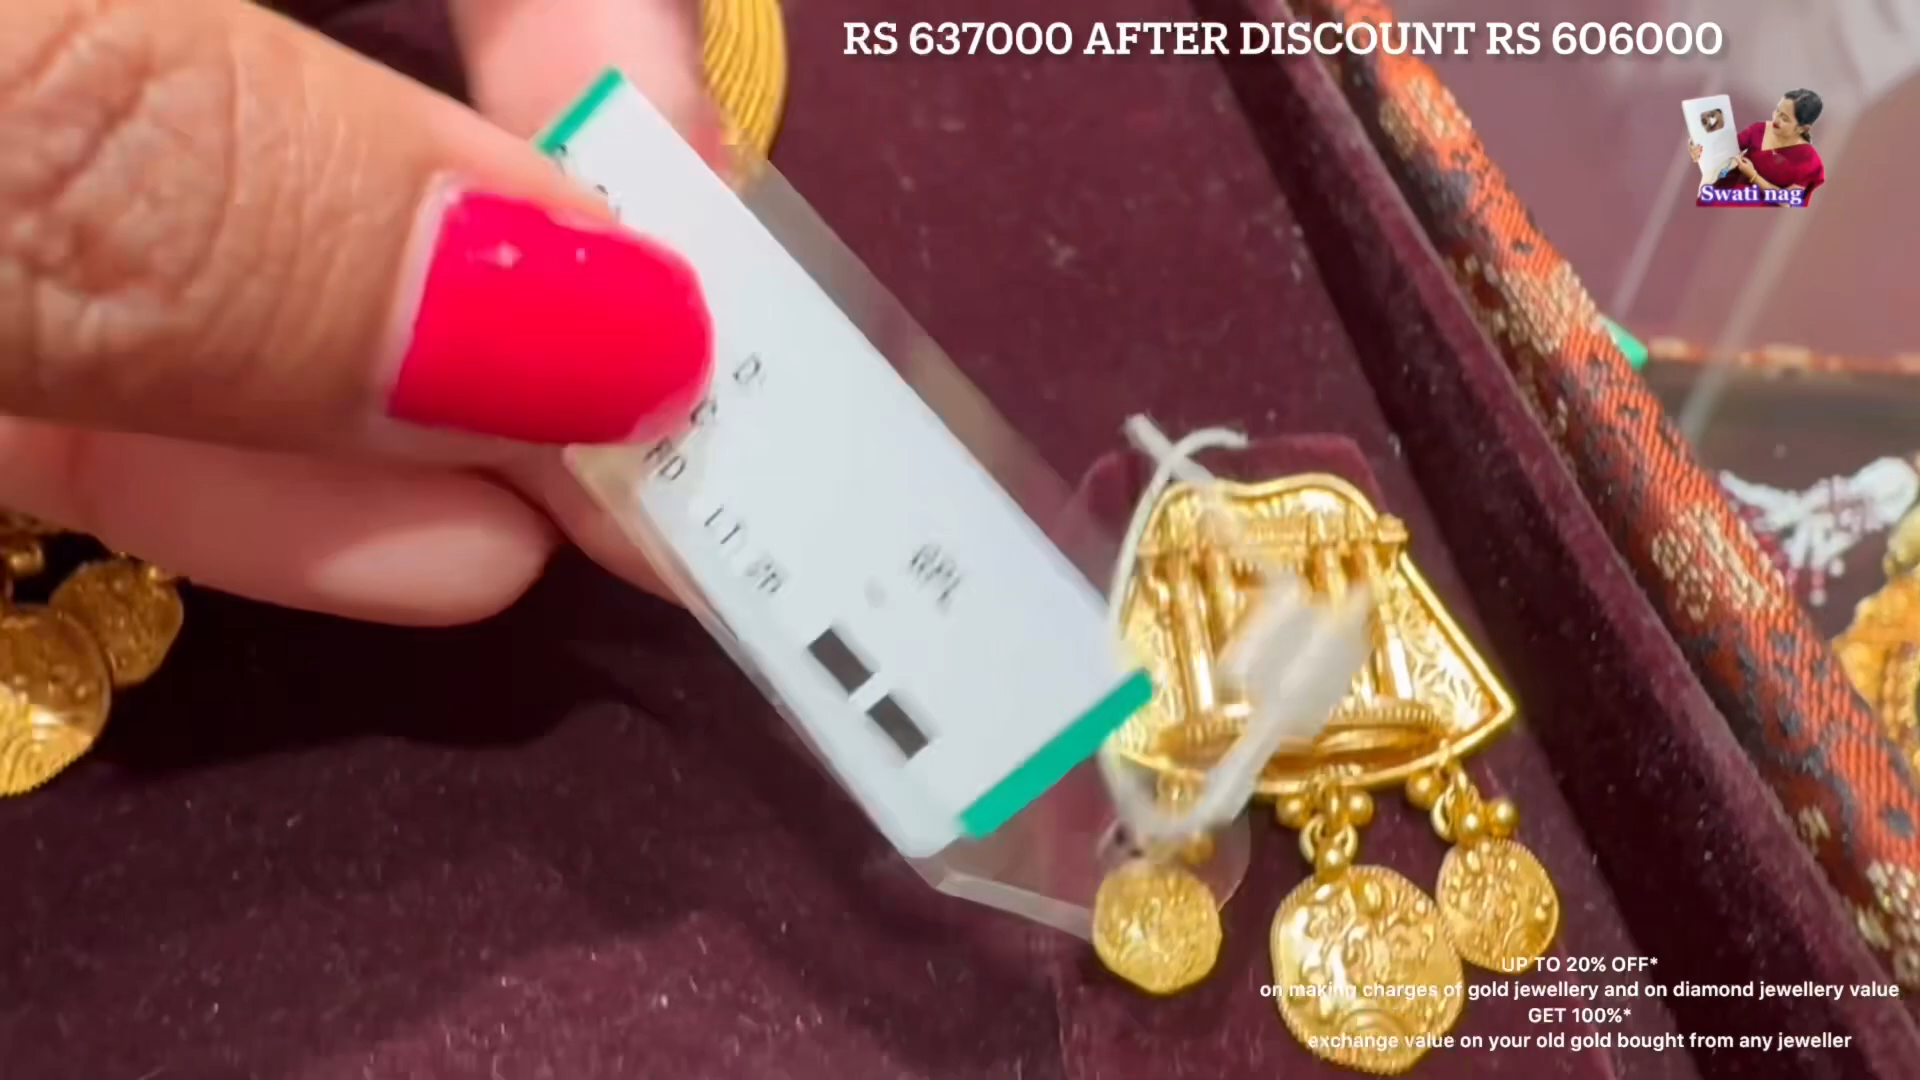 RS 637000 AFTER DISCOUNT RS 606000
Swati nag
D
UP TO 20% OFF*
on making charges of gold jewellery and on diamond jewellery value
GET 100%*
exchange value on your old gold bought from any jeweller